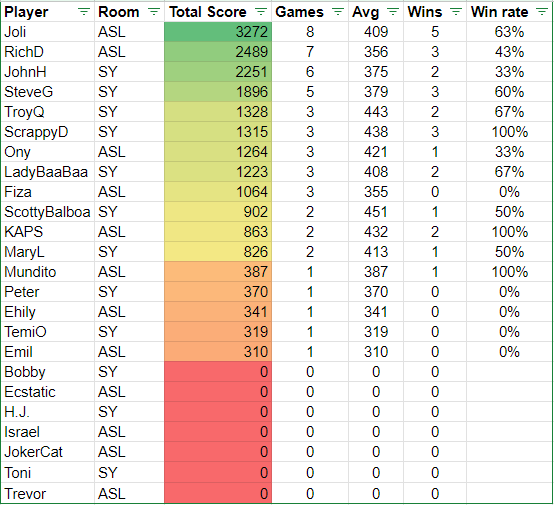 Player Room Total Score Games Avg Wins Win rate
Joli ASL 3272 8 409 5 63%
RichD ASL 2489 7 356 3 43%
JohnH SY 2251 6 375 2 33%
SteveG SY 1896 5 379 3 60%
TroyQ SY 1328 3 443 2 67%
ScrappyD SY 1315 3 438 3 100%
Ony ASL 1264 3 421 1 33%
LadyBaaBaa SY 1223 3 408 2 67%
Fiza ASL 1064 3 355 0 0%
ScottyBalboa SY 902 2 451 1 50%
KAPS ASL 863 2 432 2 100%
MaryL SY 826 2 413 1 50%
Mundito ASL 387 1 387 1 100%
Peter SY 370 1 370 0 0%
Ehily ASL 341 1 341 0 0%
TemiO SY 319 1 319 0 0%
Emil ASL 310 1 310 0 0%
Bobby SY 0 0 0 0
Ecstatic ASL 0 0 0 0
H.J. SY 0 0 0 0
Israel ASL 0 0 0 0
JokerCat ASL 0 0 0 0
Toni SY 0 0 0 0
Trevor ASL 0 0 0 0